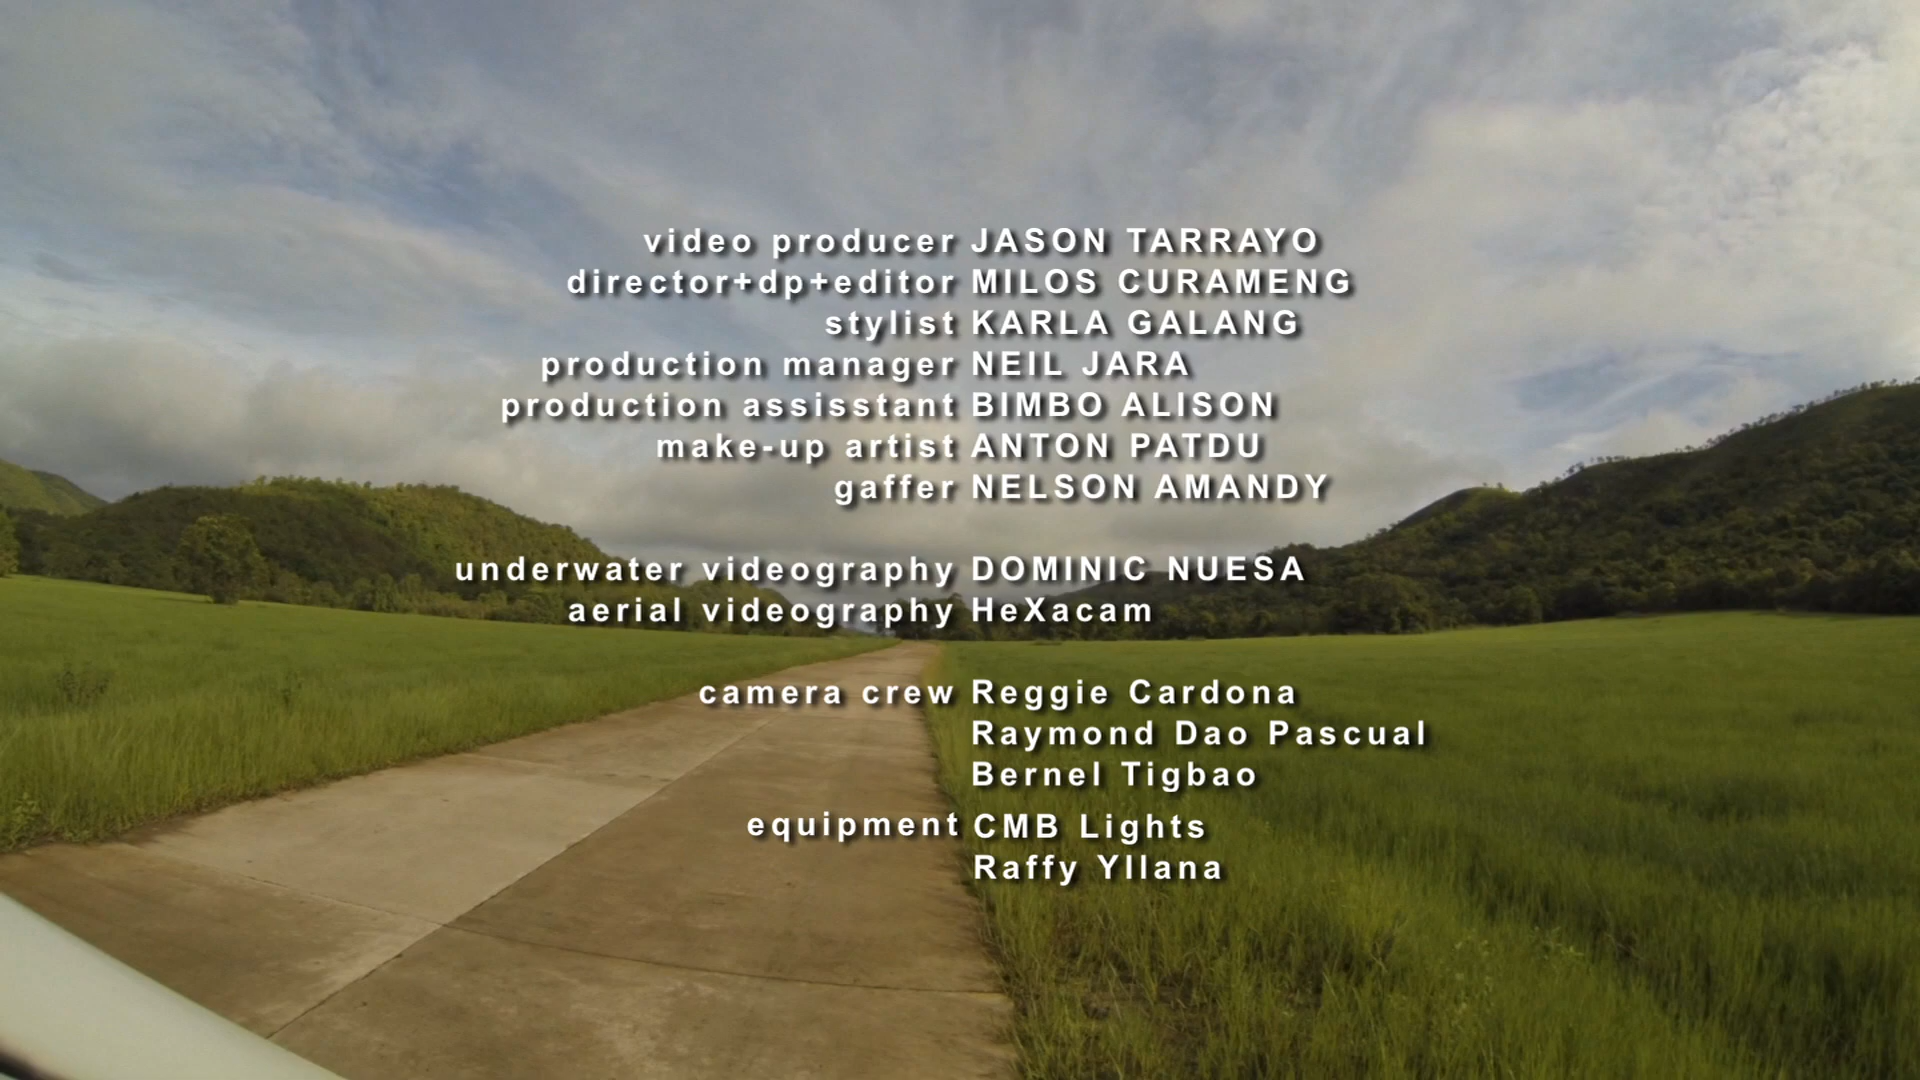 video producer JASON TARRAYO
director+dp+editor MILOS CURAMENG
stylist KARLA GALANG
production manager NEIL JARA
production assisstant BIMBO ALISON
make-up artist ANTON PATDU
gaffer NELSON AMANDY
underwater videography DOMINIC NUESA
aerial videography HeXacam
camera crew Reggie Cardona
Raymond Dao Pascual
Bernel Tigbao
equipment CMB Lights
Raffy Yllana